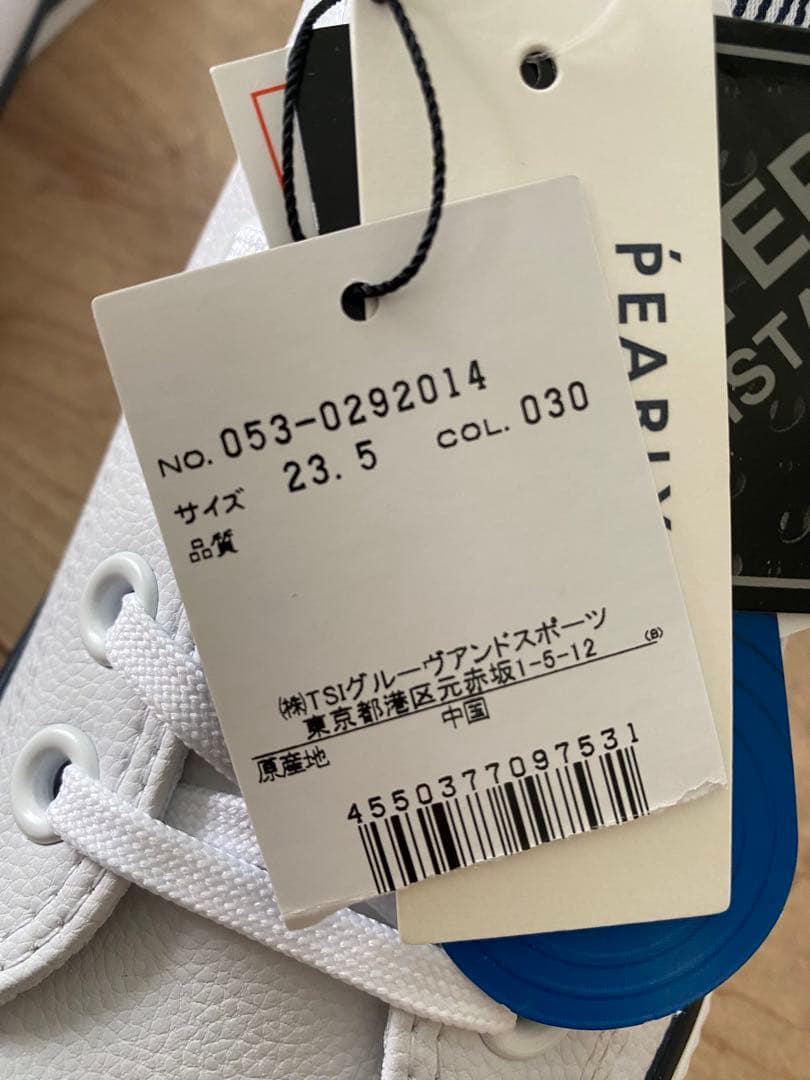 NO. 053-0292014
サイズ 23.5 COL. 030
品質
㈱TSIグルーヴアンドスポーツ
東京都港区元赤坂1-5-12 (B)
原産地 中国
4550377097531